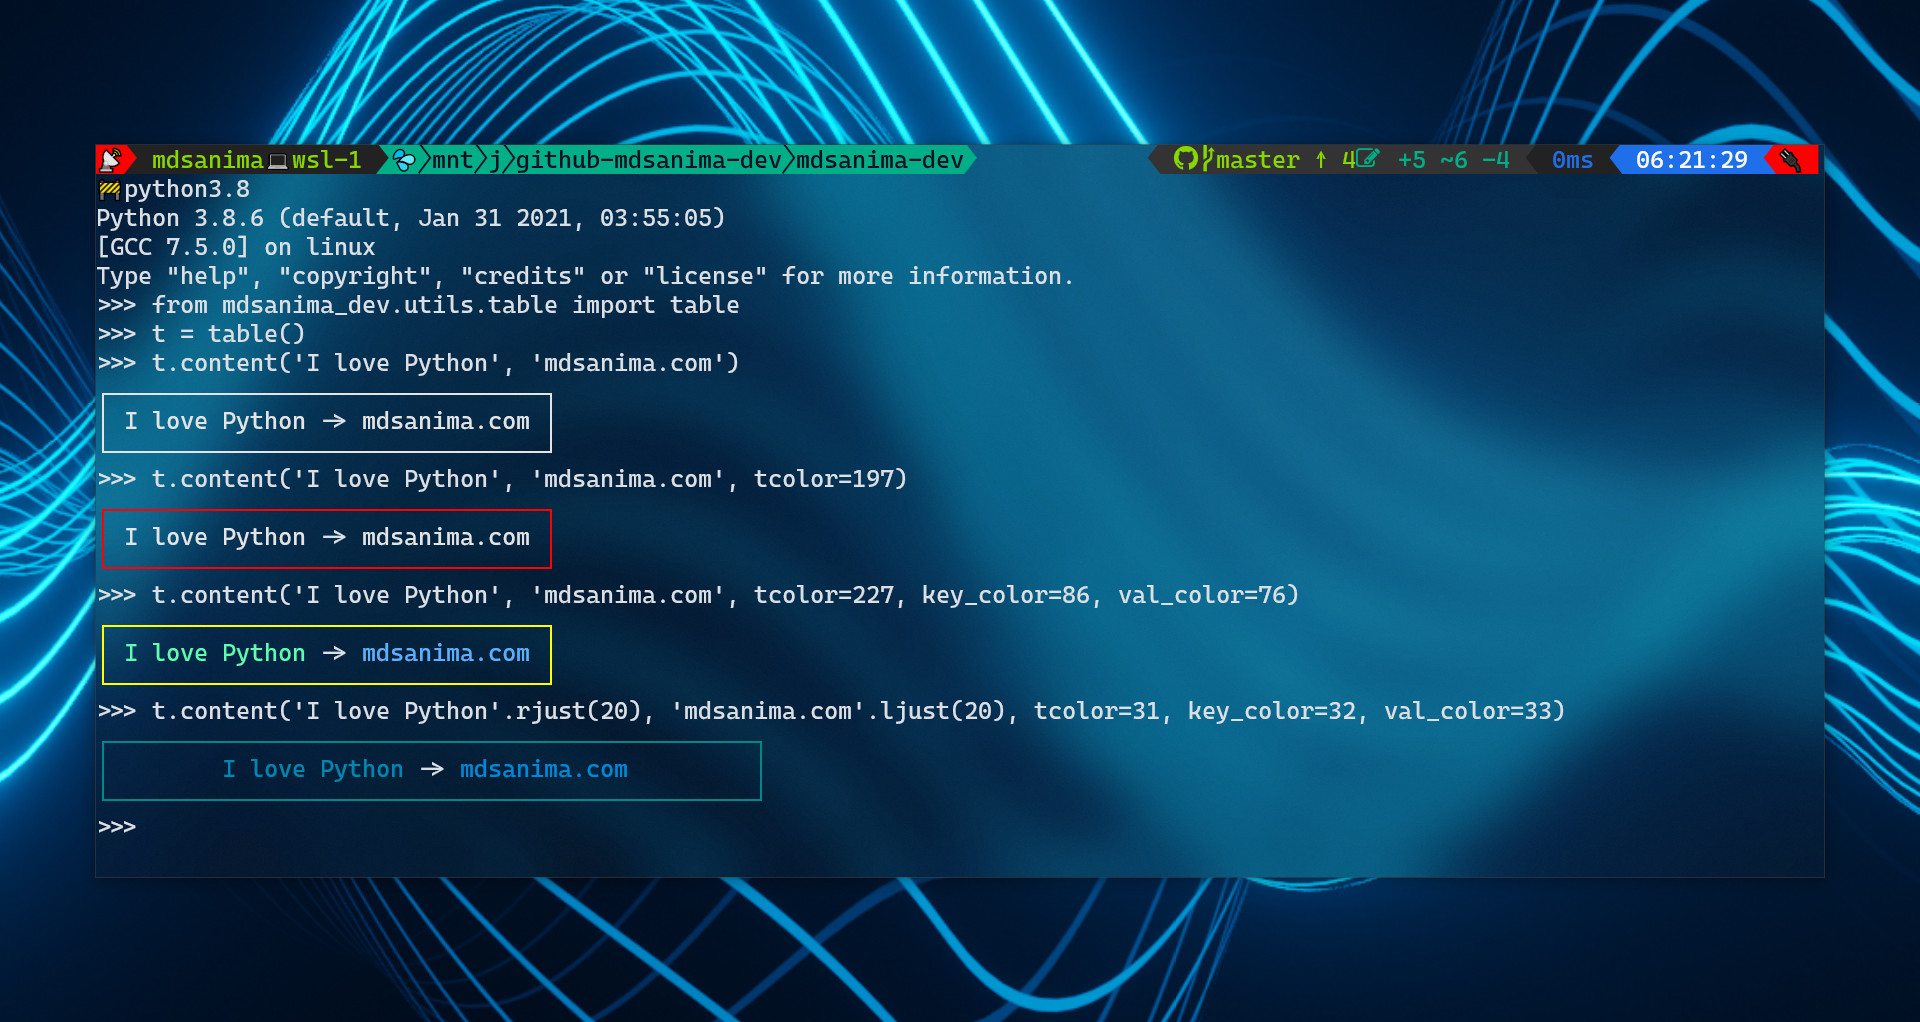 mdsanima wsl-1 mnt j github-mdsanima-dev mdsanima-dev master ↑ 4 +5 ~6 -4 0ms 06:21:29
python3.8
Python 3.8.6 (default, Jan 31 2021, 03:55:05)
[GCC 7.5.0] on linux
Type "help", "copyright", "credits" or "license" for more information.
>>> from mdsanima_dev.utils.table import table
>>> t = table()
>>> t.content('I love Python', 'mdsanima.com')
I love Python → mdsanima.com
>>> t.content('I love Python', 'mdsanima.com', tcolor=197)
I love Python → mdsanima.com
>>> t.content('I love Python', 'mdsanima.com', tcolor=227, key_color=86, val_color=76)
I love Python → mdsanima.com
>>> t.content('I love Python'.rjust(20), 'mdsanima.com'.ljust(20), tcolor=31, key_color=32, val_color=33)
I love Python → mdsanima.com
>>>